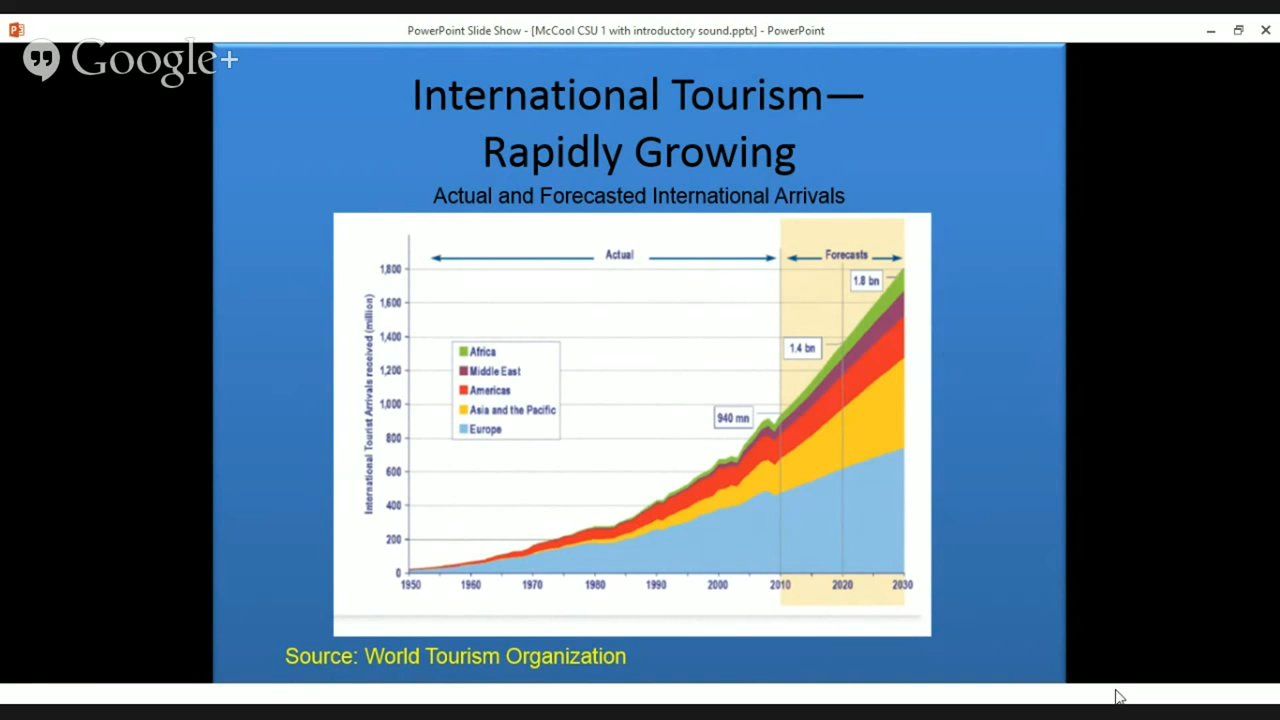 PowerPoint Slide Show - [McCool CSU 1 with introductory sound.pptx] - PowerPoint
Google+
International Tourism—
Rapidly Growing
Actual and Forecasted International Arrivals
Actual
Forecasts
1,800
1,600
1,400
1,200
1,000
800
600
400
200
0
International Tourist Arrivals received (million)
1.8 bn
1.4 bn
940 mn
Africa
Middle East
Americas
Asia and the Pacific
Europe
1950 1960 1970 1980 1990 2000 2010 2020 2030
Source: World Tourism Organization